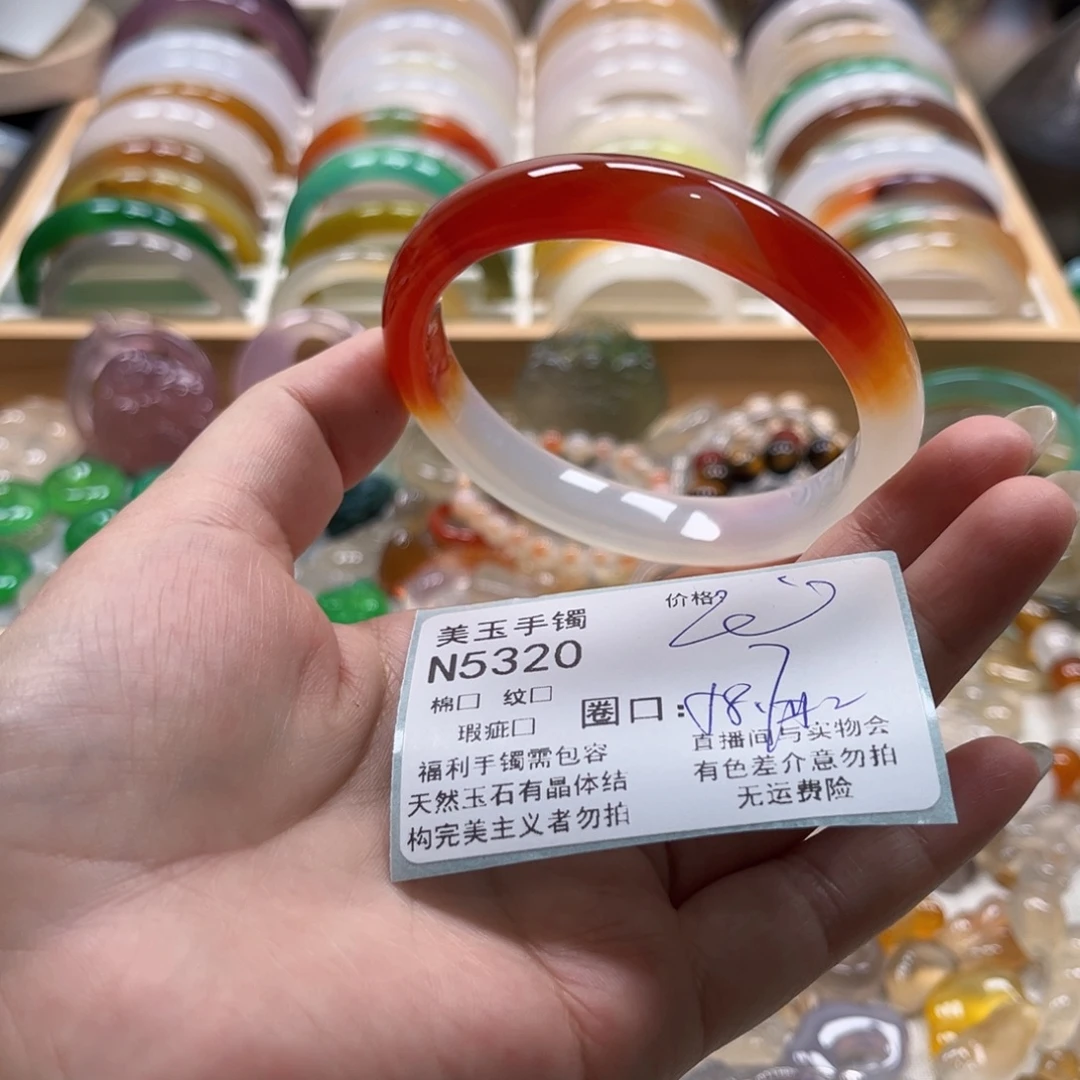 美玉手镯
价格
N5320
棉□ 纹□
瑕疵□
圈口:
福利手镯需包容
天然玉石有晶体结
构完美主义者勿拍
直播间与实物会
有色差介意勿拍
无运费险